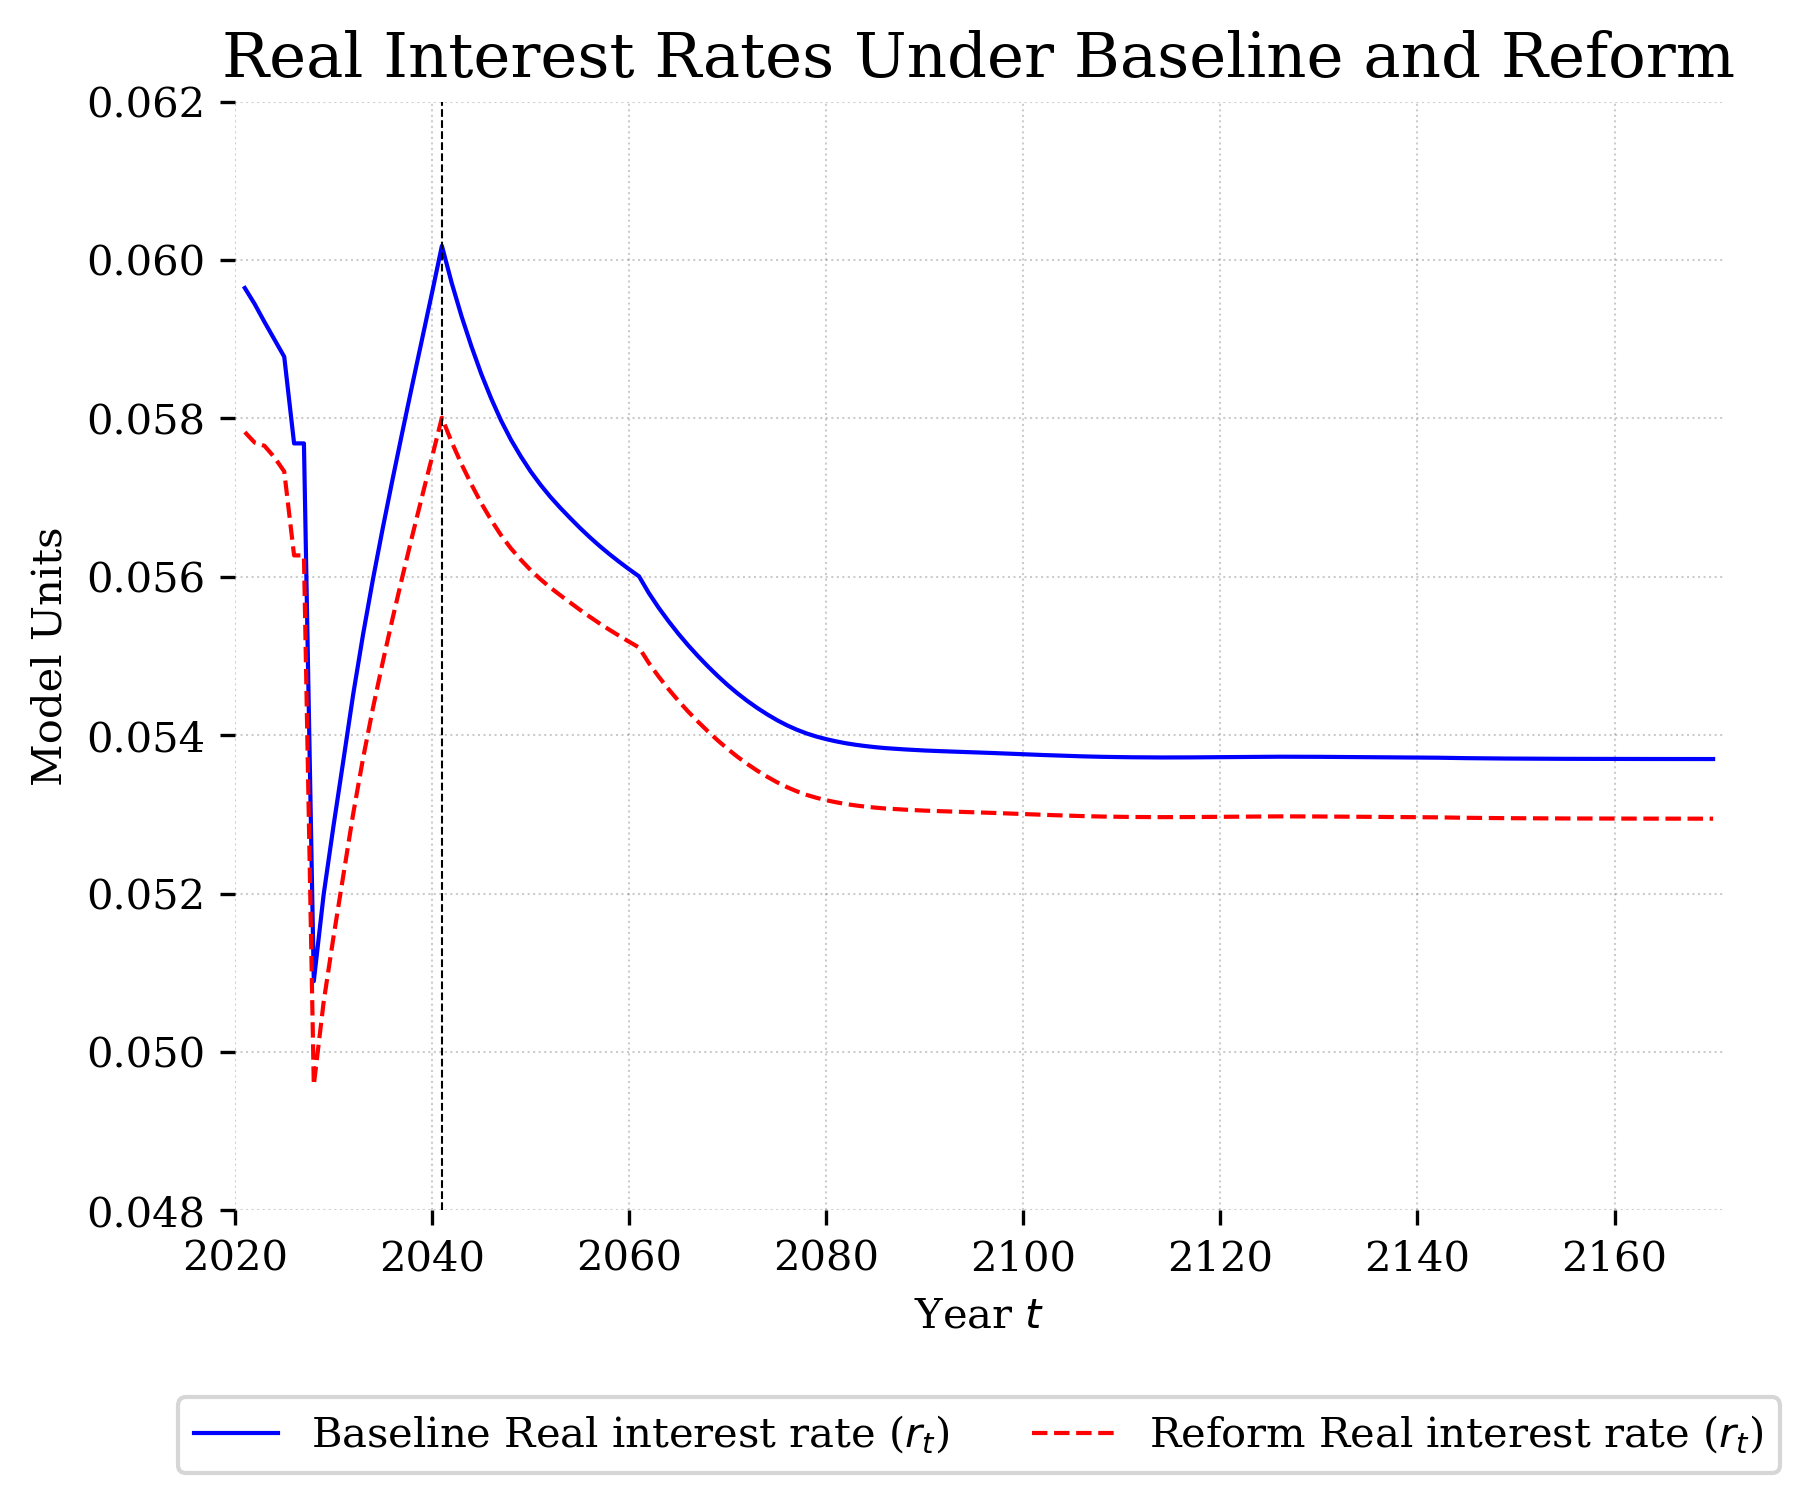 Real Interest Rates Under Baseline and Reform
0.062
0.060
0.058
0.056
0.054
0.052
0.050
0.048
Model Units
2020 2040 2060 2080 2100 2120 2140 2160
Year t
Baseline Real interest rate (r_t) Reform Real interest rate (r_t)